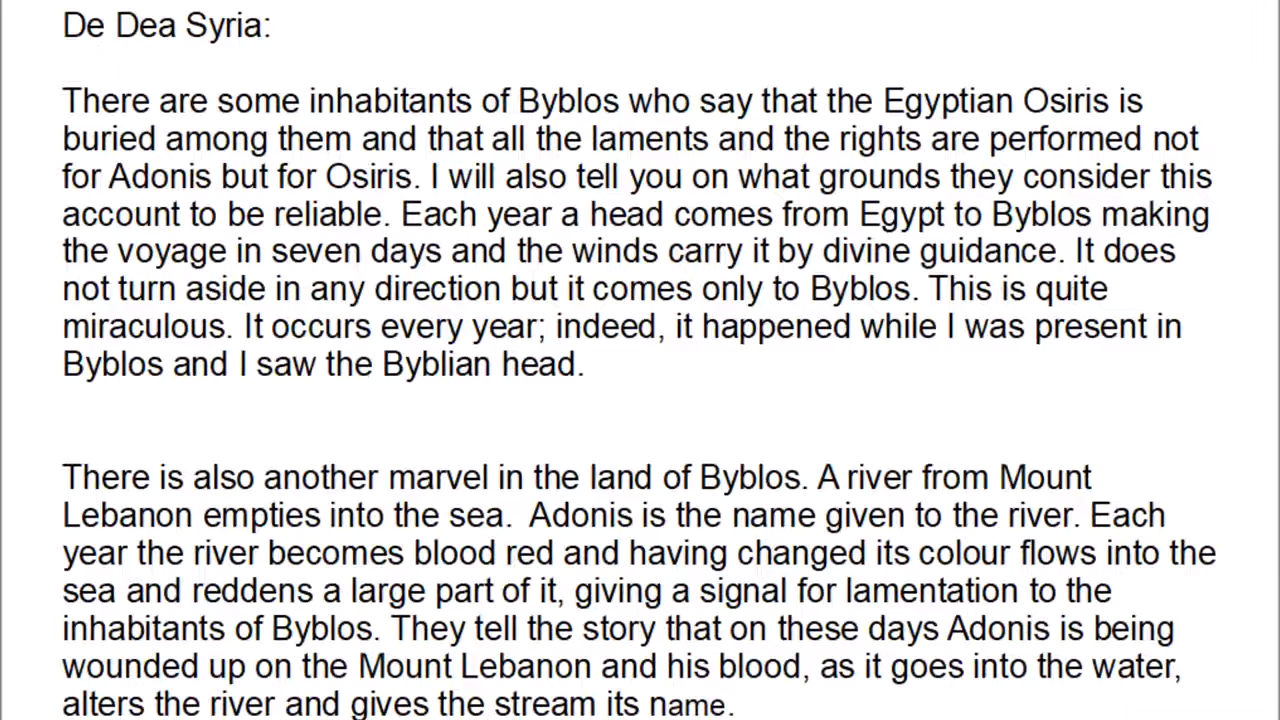 De Dea Syria:
There are some inhabitants of Byblos who say that the Egyptian Osiris is
buried among them and that all the laments and the rights are performed not
for Adonis but for Osiris. I will also tell you on what grounds they consider this
account to be reliable. Each year a head comes from Egypt to Byblos making
the voyage in seven days and the winds carry it by divine guidance. It does
not turn aside in any direction but it comes only to Byblos. This is quite
miraculous. It occurs every year; indeed, it happened while I was present in
Byblos and I saw the Byblian head.
There is also another marvel in the land of Byblos. A river from Mount
Lebanon empties into the sea.  Adonis is the name given to the river. Each
year the river becomes blood red and having changed its colour flows into the
sea and reddens a large part of it, giving a signal for lamentation to the
inhabitants of Byblos. They tell the story that on these days Adonis is being
wounded up on the Mount Lebanon and his blood, as it goes into the water,
alters the river and gives the stream its name.